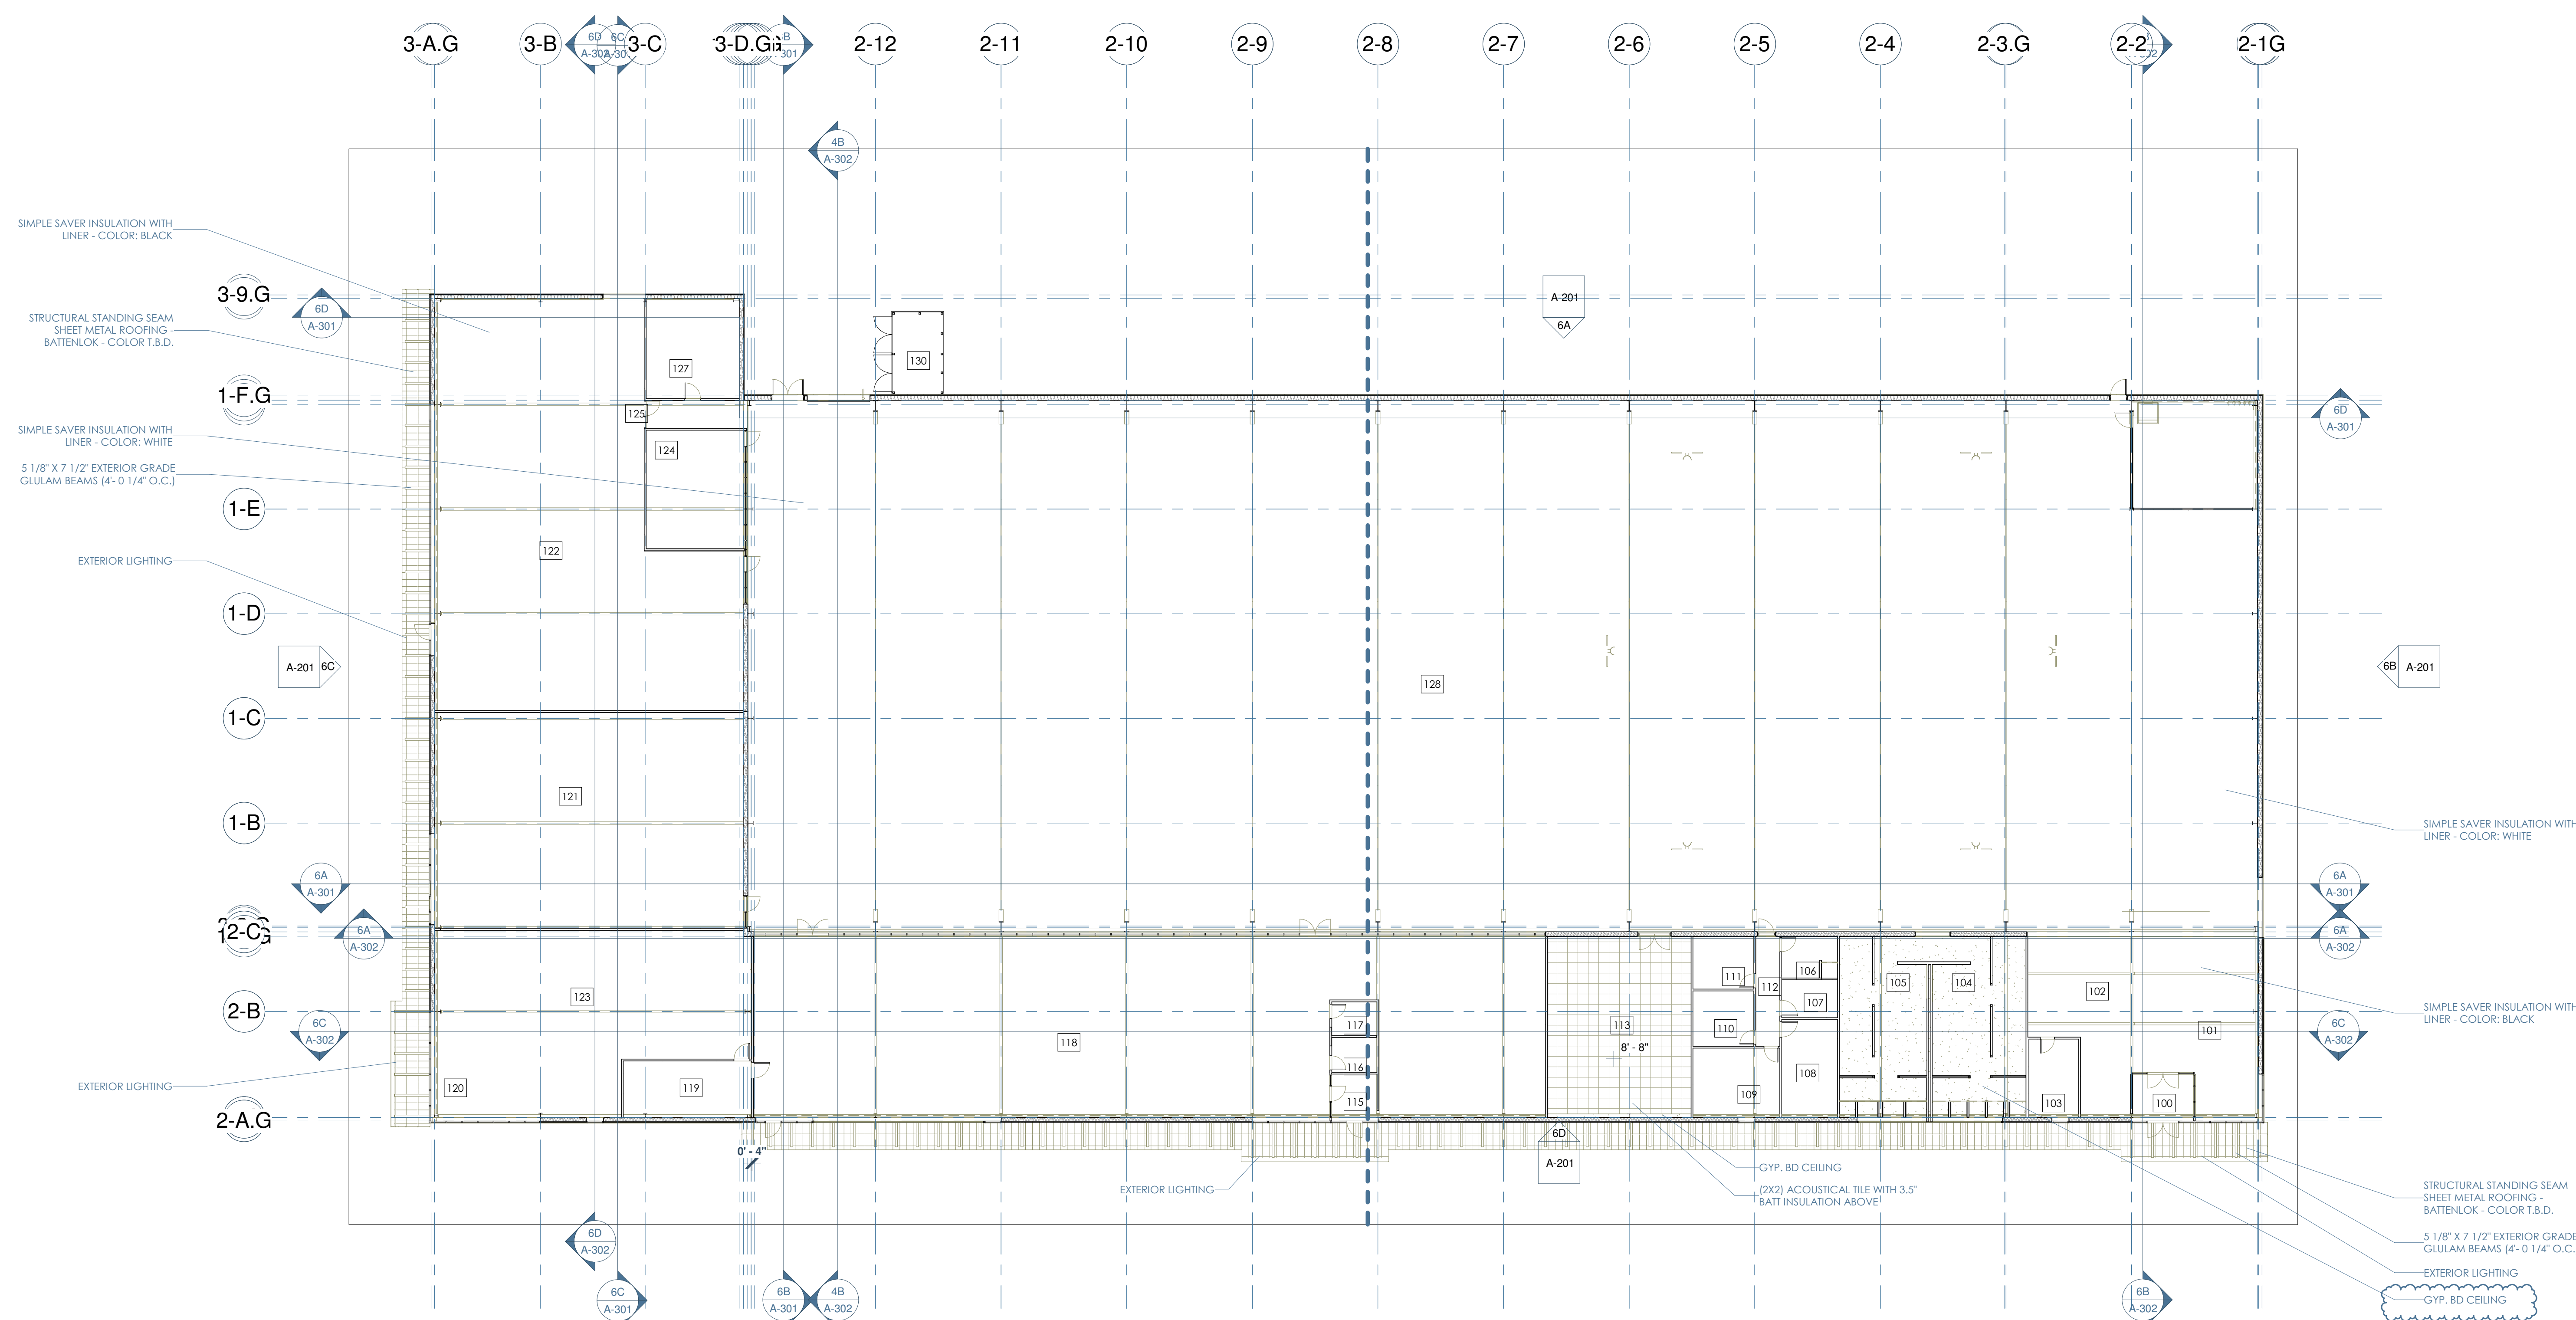 3-A.G
3-B
6D
A-302
6C
A-30
3-C
3-D.G
B
301
2-12
2-11
2-10
2-9
2-8
2-7
2-6
2-5
2-4
2-3.G
2-2
2-1G
4B
A-302
SIMPLE SAVER INSULATION WITH
LINER - COLOR: BLACK
3-9.G
6D
A-301
A-201
6A
STRUCTURAL STANDING SEAM
SHEET METAL ROOFING -
BATTENLOK - COLOR T.B.D.
127
130
1-F.G
125
6D
A-301
SIMPLE SAVER INSULATION WITH
LINER - COLOR: WHITE
124
5 1/8" X 7 1/2" EXTERIOR GRADE
GLULAM BEAMS (4'- 0 1/4" O.C.)
1-E
122
EXTERIOR LIGHTING
1-D
A-201
6C
6B
A-201
128
1-C
121
1-B
SIMPLE SAVER INSULATION WITH
LINER - COLOR: WHITE
6A
A-301
6A
A-301
2-C
6A
A-302
6A
A-302
111
112
106
105
104
102
123
107
2-B
6C
A-302
118
117
113
8' - 8"
110
101
SIMPLE SAVER INSULATION WITH
LINER - COLOR: BLACK
6C
A-302
116
108
EXTERIOR LIGHTING
120
119
115
109
103
100
2-A.G
0' - 4"
6D
A-201
EXTERIOR LIGHTING
GYP. BD CEILING
(2X2) ACOUSTICAL TILE WITH 3.5"
BATT INSULATION ABOVE
STRUCTURAL STANDING SEAM
SHEET METAL ROOFING -
BATTENLOK - COLOR T.B.D.
6D
A-302
5 1/8" X 7 1/2" EXTERIOR GRADE
GLULAM BEAMS (4'- 0 1/4" O.C.
EXTERIOR LIGHTING
6C
A-301
6B
A-301
4B
A-302
6B
A-302
GYP. BD CEILING